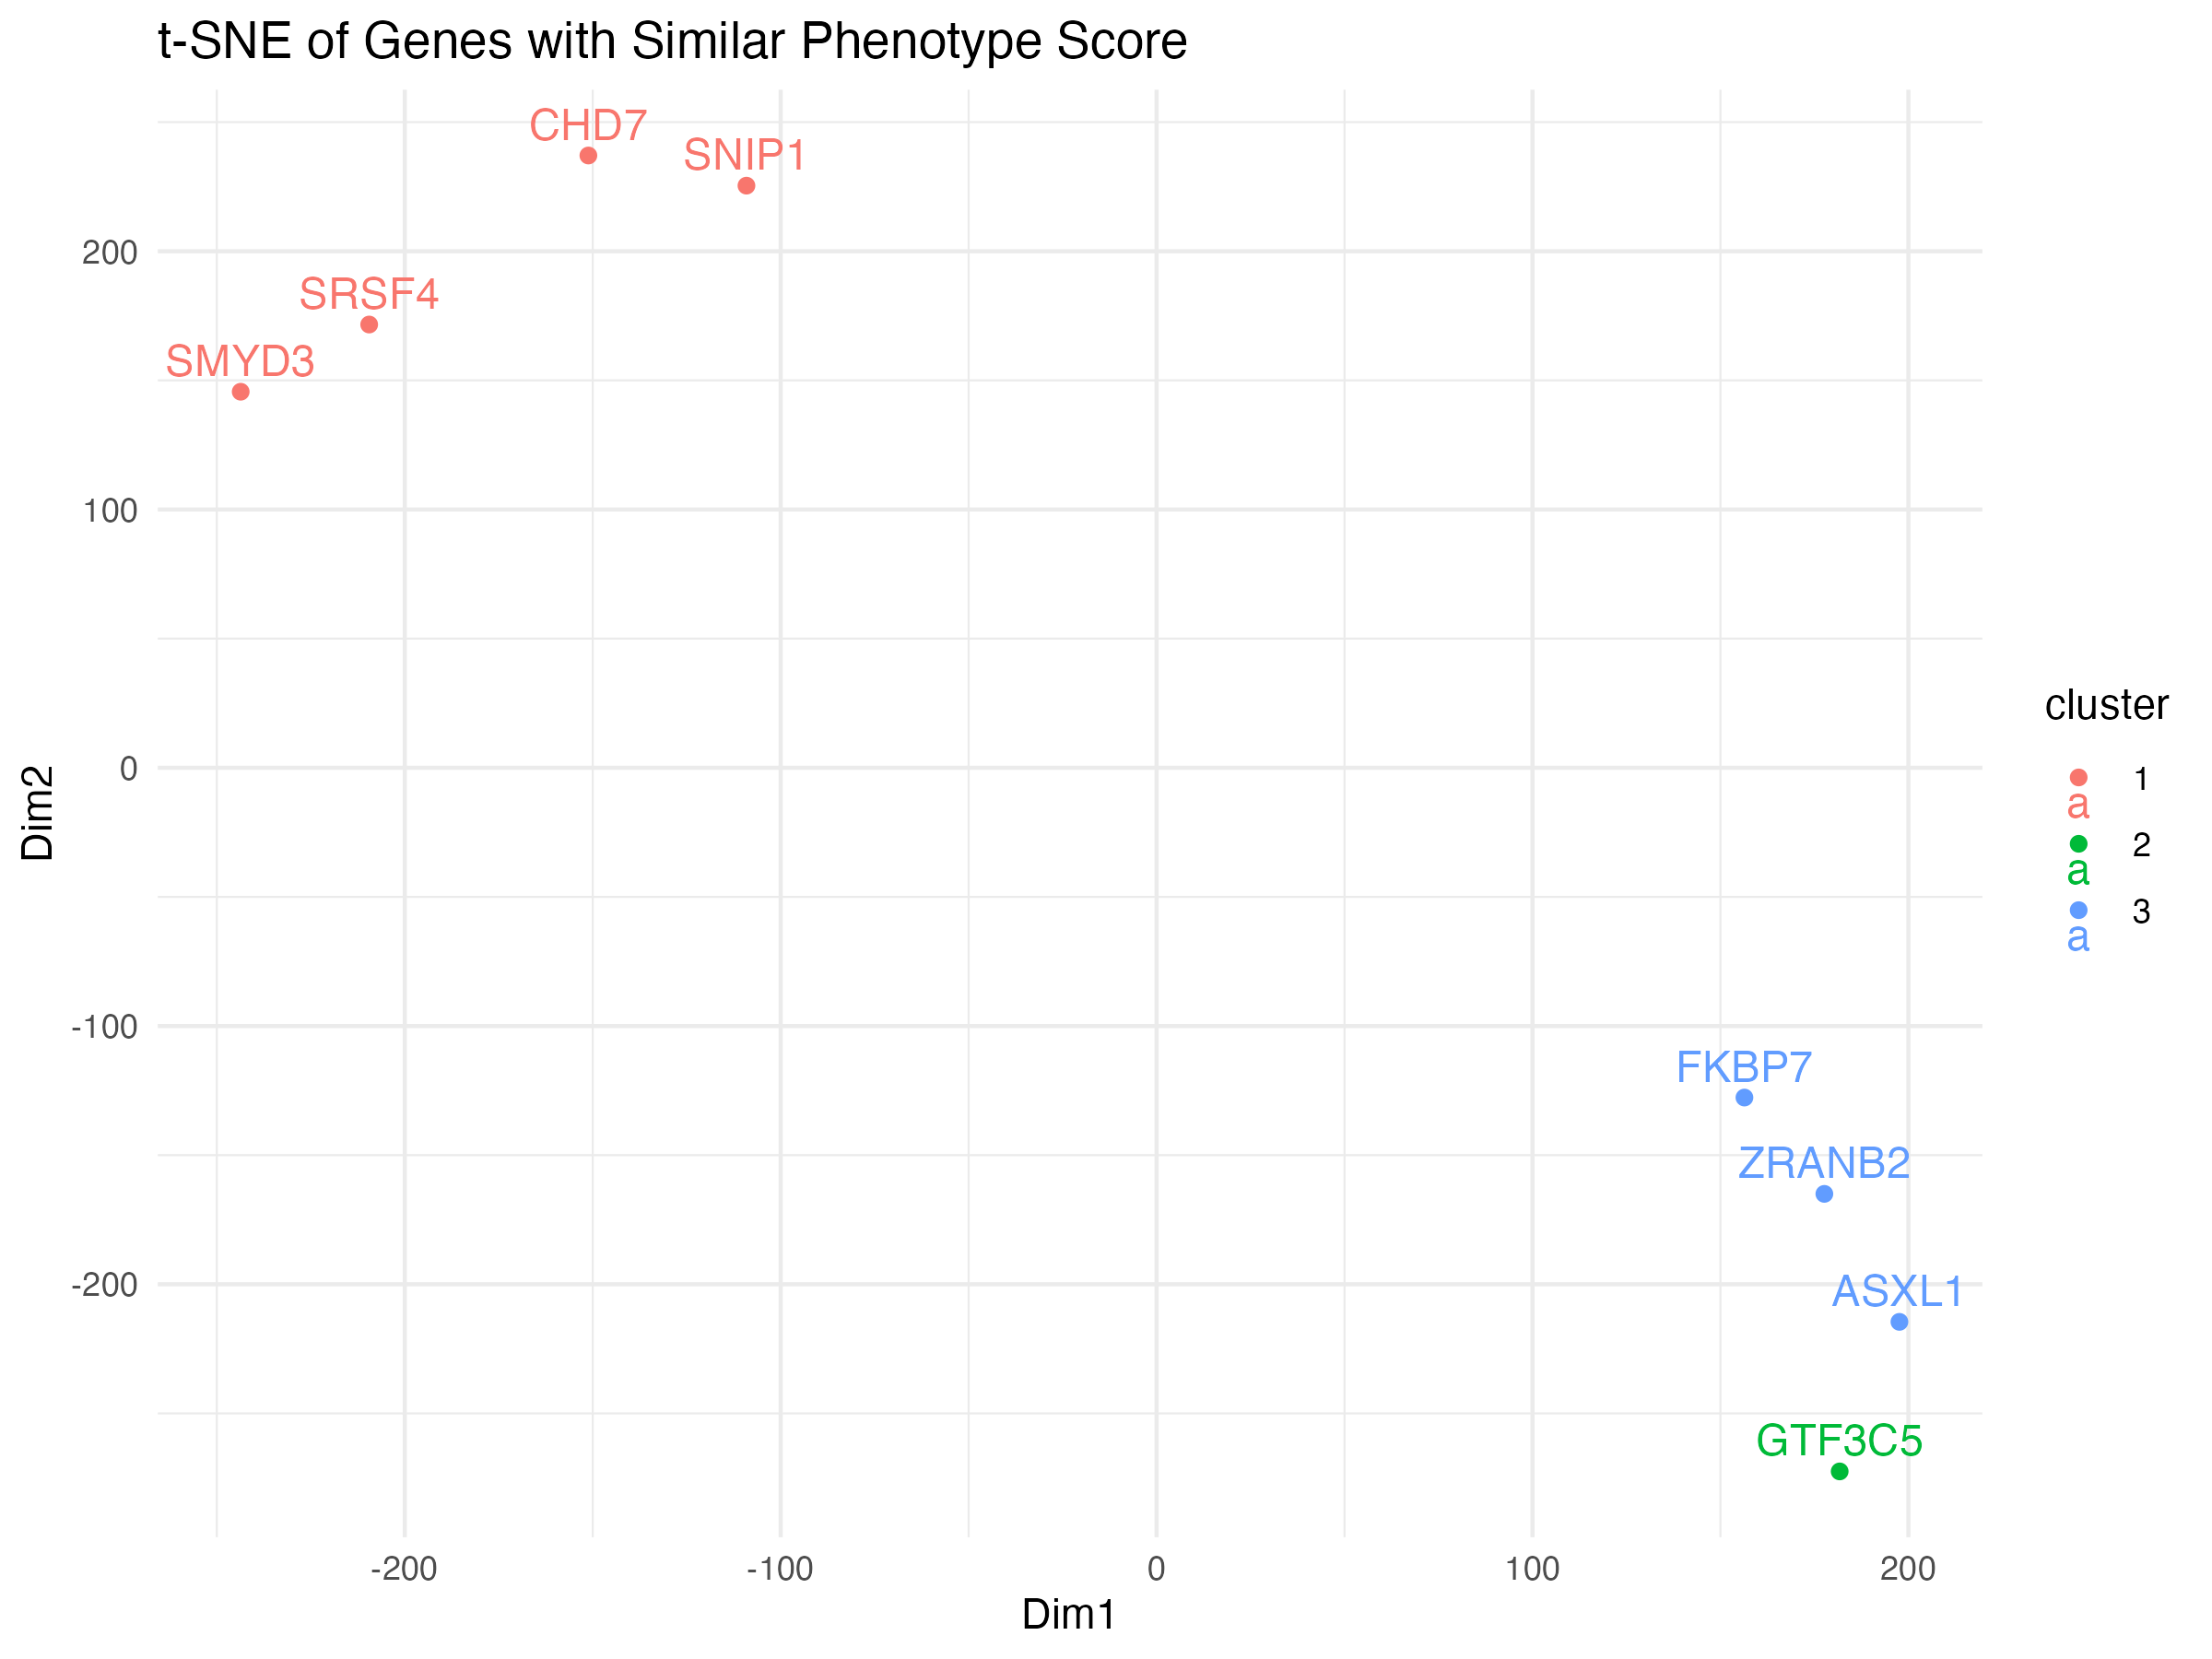 t-SNE of Genes with Similar Phenotype Score
CHD7
SNIP1
SRSF4
SMYD3
FKBP7
ZRANB2
ASXL1
GTF3C5
200
100
0
-100
-200
Dim2
-200
-100
0
100
200
Dim1
cluster
a 1
a 2
a 3